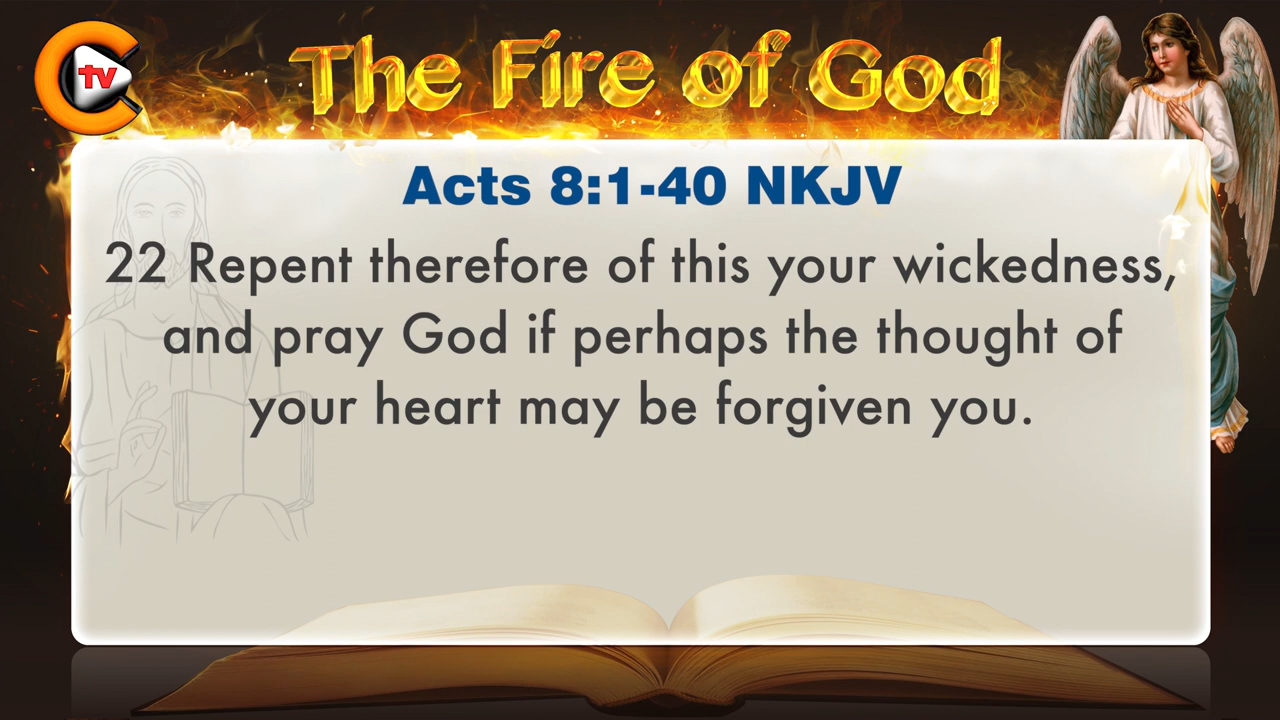 tv
The Fire of God
Acts 8:1-40 NKJV
22 Repent therefore of this your wickedness,
and pray God if perhaps the thought of
your heart may be forgiven you.